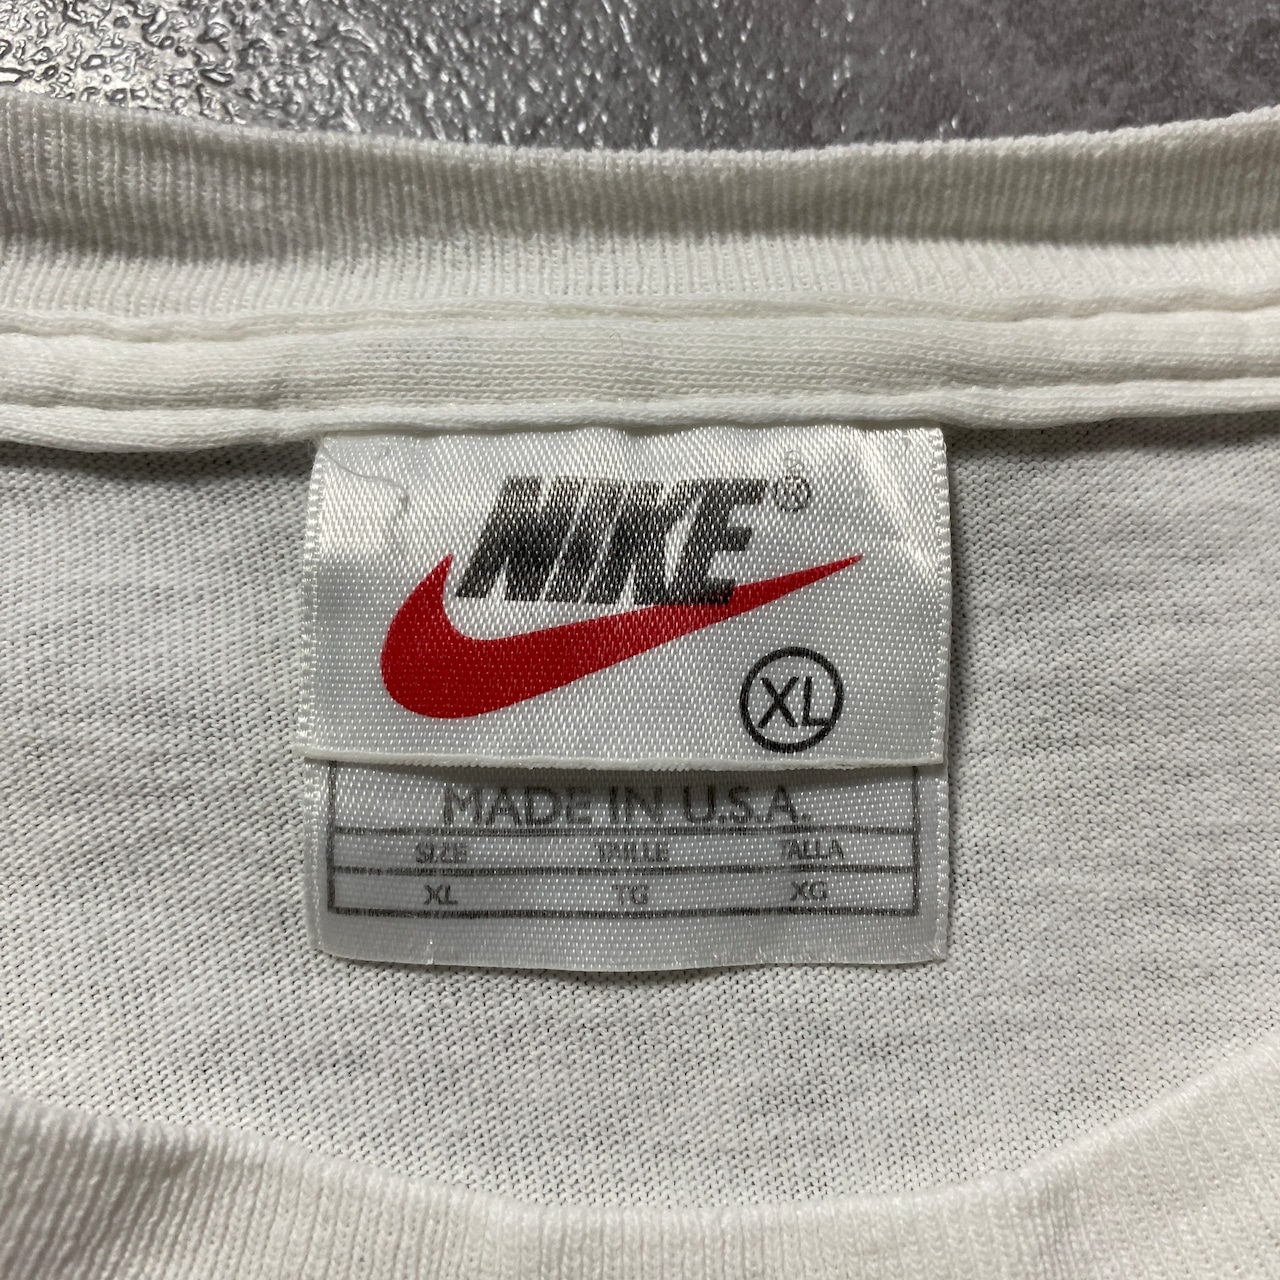 NIKE®
XL
MADE IN U.S.A.
SIZE TAILLE TALLA
XL TG XG